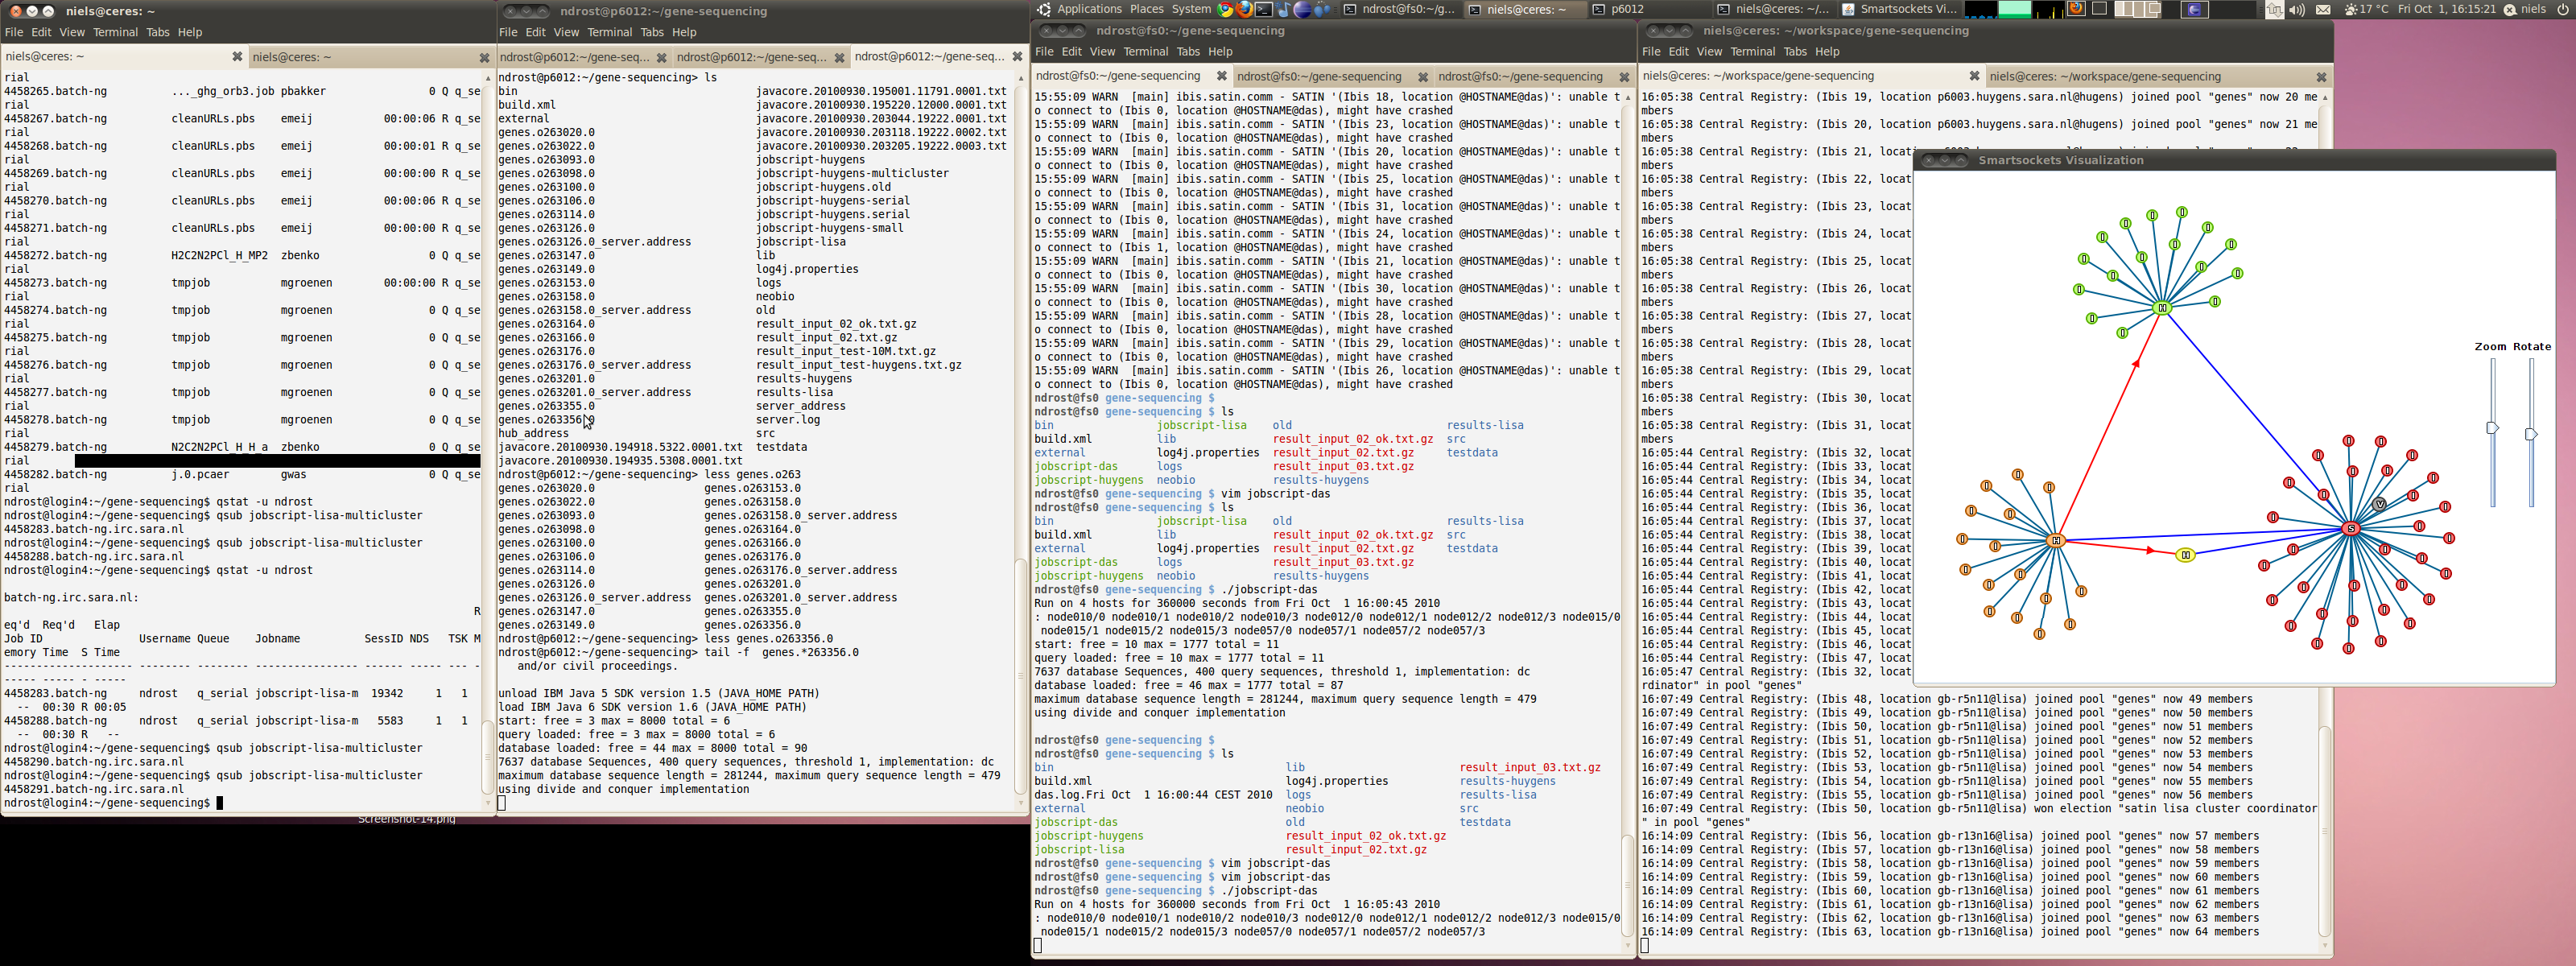 niels@ceres: ~
File Edit View Terminal Tabs Help
niels@ceres: ~
niels@ceres: ~
rial
4458265.batch-ng ..._ghg_orb3.job pbakker 0 Q q_se
rial
4458267.batch-ng cleanURLs.pbs emeij 00:00:06 R q_se
rial
4458268.batch-ng cleanURLs.pbs emeij 00:00:01 R q_se
rial
4458269.batch-ng cleanURLs.pbs emeij 00:00:00 R q_se
rial
4458270.batch-ng cleanURLs.pbs emeij 00:00:06 R q_se
rial
4458271.batch-ng cleanURLs.pbs emeij 00:00:00 R q_se
rial
4458272.batch-ng H2C2N2PCl_H_MP2 zbenko 0 Q q_se
rial
4458273.batch-ng tmpjob mgroenen 00:00:00 R q_se
rial
4458274.batch-ng tmpjob mgroenen 0 Q q_se
rial
4458275.batch-ng tmpjob mgroenen 0 Q q_se
rial
4458276.batch-ng tmpjob mgroenen 0 Q q_se
rial
4458277.batch-ng tmpjob mgroenen 0 Q q_se
rial
4458278.batch-ng tmpjob mgroenen 0 Q q_se
rial
4458279.batch-ng N2C2N2PCl_H_H_a zbenko 0 Q q_se
rial
4458282.batch-ng j.0.pcaer gwas 0 Q q_se
rial
ndrost@login4:~/gene-sequencing$ qstat -u ndrost
ndrost@login4:~/gene-sequencing$ qsub jobscript-lisa-multicluster
4458283.batch-ng.irc.sara.nl
ndrost@login4:~/gene-sequencing$ qsub jobscript-lisa-multicluster
4458288.batch-ng.irc.sara.nl
ndrost@login4:~/gene-sequencing$ qstat -u ndrost
batch-ng.irc.sara.nl:
R
eq'd Req'd Elap
Job ID Username Queue Jobname SessID NDS TSK M
emory Time S Time
-------------------- -------- -------- ---------------- ------ ----- --- -
----- ----- - -----
4458283.batch-ng ndrost q_serial jobscript-lisa-m 19342 1 1
-- 00:30 R 00:05
4458288.batch-ng ndrost q_serial jobscript-lisa-m 5583 1 1
-- 00:30 R --
ndrost@login4:~/gene-sequencing$ qsub jobscript-lisa-multicluster
4458290.batch-ng.irc.sara.nl
ndrost@login4:~/gene-sequencing$ qsub jobscript-lisa-multicluster
4458291.batch-ng.irc.sara.nl
ndrost@login4:~/gene-sequencing$
Screenshot-14.png
ndrost@p6012:~/gene-sequencing
File Edit View Terminal Tabs Help
ndrost@p6012:~/gene-seq...
ndrost@p6012:~/gene-seq...
ndrost@p6012:~/gene-seq...
ndrost@p6012:~/gene-sequencing> ls
bin javacore.20100930.195001.11791.0001.txt
build.xml javacore.20100930.195220.12000.0001.txt
external javacore.20100930.203044.19222.0001.txt
genes.o263020.0 javacore.20100930.203118.19222.0002.txt
genes.o263022.0 javacore.20100930.203205.19222.0003.txt
genes.o263093.0 jobscript-huygens
genes.o263098.0 jobscript-huygens-multicluster
genes.o263100.0 jobscript-huygens.old
genes.o263106.0 jobscript-huygens-serial
genes.o263114.0 jobscript-huygens.serial
genes.o263126.0 jobscript-huygens-small
genes.o263126.0_server.address jobscript-lisa
genes.o263147.0 lib
genes.o263149.0 log4j.properties
genes.o263153.0 logs
genes.o263158.0 neobio
genes.o263158.0_server.address old
genes.o263164.0 result_input_02_ok.txt.gz
genes.o263166.0 result_input_02.txt.gz
genes.o263176.0 result_input_test-10M.txt.gz
genes.o263176.0_server.address result_input_test-huygens.txt.gz
genes.o263201.0 results-huygens
genes.o263201.0_server.address results-lisa
genes.o263355.0 server_address
genes.o263356.0 server.log
hub_address src
javacore.20100930.194918.5322.0001.txt testdata
javacore.20100930.194935.5308.0001.txt
ndrost@p6012:~/gene-sequencing> less genes.o263
genes.o263020.0 genes.o263153.0
genes.o263022.0 genes.o263158.0
genes.o263093.0 genes.o263158.0_server.address
genes.o263098.0 genes.o263164.0
genes.o263100.0 genes.o263166.0
genes.o263106.0 genes.o263176.0
genes.o263114.0 genes.o263176.0_server.address
genes.o263126.0 genes.o263201.0
genes.o263126.0_server.address genes.o263201.0_server.address
genes.o263147.0 genes.o263355.0
genes.o263149.0 genes.o263356.0
ndrost@p6012:~/gene-sequencing> less genes.o263356.0
ndrost@p6012:~/gene-sequencing> tail -f genes.*263356.0
and/or civil proceedings.
unload IBM Java 5 SDK version 1.5 (JAVA_HOME PATH)
load IBM Java 6 SDK version 1.6 (JAVA_HOME PATH)
start: free = 3 max = 8000 total = 6
query loaded: free = 3 max = 8000 total = 6
database loaded: free = 44 max = 8000 total = 90
7637 database Sequences, 400 query sequences, threshold 1, implementation: dc
maximum database sequence length = 281244, maximum query sequence length = 479
using divide and conquer implementation
Applications Places System
ndrost@fs0:~/g...
niels@ceres: ~
p6012
niels@ceres: ~/...
Smartsockets Vi...
17 °C Fri Oct 1, 16:15:21 niels
ndrost@fs0:~/gene-sequencing
File Edit View Terminal Tabs Help
ndrost@fs0:~/gene-sequencing
ndrost@fs0:~/gene-sequencing
ndrost@fs0:~/gene-sequencing
15:55:09 WARN [main] ibis.satin.comm - SATIN '(Ibis 18, location @HOSTNAME@das)': unable t
o connect to (Ibis 0, location @HOSTNAME@das), might have crashed
15:55:09 WARN [main] ibis.satin.comm - SATIN '(Ibis 23, location @HOSTNAME@das)': unable t
o connect to (Ibis 0, location @HOSTNAME@das), might have crashed
15:55:09 WARN [main] ibis.satin.comm - SATIN '(Ibis 20, location @HOSTNAME@das)': unable t
o connect to (Ibis 0, location @HOSTNAME@das), might have crashed
15:55:09 WARN [main] ibis.satin.comm - SATIN '(Ibis 25, location @HOSTNAME@das)': unable t
o connect to (Ibis 0, location @HOSTNAME@das), might have crashed
15:55:09 WARN [main] ibis.satin.comm - SATIN '(Ibis 31, location @HOSTNAME@das)': unable t
o connect to (Ibis 0, location @HOSTNAME@das), might have crashed
15:55:09 WARN [main] ibis.satin.comm - SATIN '(Ibis 24, location @HOSTNAME@das)': unable t
o connect to (Ibis 1, location @HOSTNAME@das), might have crashed
15:55:09 WARN [main] ibis.satin.comm - SATIN '(Ibis 21, location @HOSTNAME@das)': unable t
o connect to (Ibis 0, location @HOSTNAME@das), might have crashed
15:55:09 WARN [main] ibis.satin.comm - SATIN '(Ibis 30, location @HOSTNAME@das)': unable t
o connect to (Ibis 0, location @HOSTNAME@das), might have crashed
15:55:09 WARN [main] ibis.satin.comm - SATIN '(Ibis 28, location @HOSTNAME@das)': unable t
o connect to (Ibis 0, location @HOSTNAME@das), might have crashed
15:55:09 WARN [main] ibis.satin.comm - SATIN '(Ibis 29, location @HOSTNAME@das)': unable t
o connect to (Ibis 0, location @HOSTNAME@das), might have crashed
15:55:09 WARN [main] ibis.satin.comm - SATIN '(Ibis 26, location @HOSTNAME@das)': unable t
o connect to (Ibis 0, location @HOSTNAME@das), might have crashed
ndrost@fs0 gene-sequencing $
ndrost@fs0 gene-sequencing $ ls
bin jobscript-lisa old results-lisa
build.xml lib result_input_02_ok.txt.gz src
external log4j.properties result_input_02.txt.gz testdata
jobscript-das logs result_input_03.txt.gz
jobscript-huygens neobio results-huygens
ndrost@fs0 gene-sequencing $ vim jobscript-das
ndrost@fs0 gene-sequencing $ ls
bin jobscript-lisa old results-lisa
build.xml lib result_input_02_ok.txt.gz src
external log4j.properties result_input_02.txt.gz testdata
jobscript-das logs result_input_03.txt.gz
jobscript-huygens neobio results-huygens
ndrost@fs0 gene-sequencing $ ./jobscript-das
Run on 4 hosts for 360000 seconds from Fri Oct 1 16:00:45 2010
: node010/0 node010/1 node010/2 node010/3 node012/0 node012/1 node012/2 node012/3 node015/0
node015/1 node015/2 node015/3 node057/0 node057/1 node057/2 node057/3
start: free = 10 max = 1777 total = 11
query loaded: free = 10 max = 1777 total = 11
7637 database Sequences, 400 query sequences, threshold 1, implementation: dc
database loaded: free = 46 max = 1777 total = 87
maximum database sequence length = 281244, maximum query sequence length = 479
using divide and conquer implementation
ndrost@fs0 gene-sequencing $
ndrost@fs0 gene-sequencing $ ls
bin lib result_input_03.txt.gz
build.xml log4j.properties results-huygens
das.log.Fri Oct 1 16:00:44 CEST 2010 logs results-lisa
external neobio src
jobscript-das old testdata
jobscript-huygens result_input_02_ok.txt.gz
jobscript-lisa result_input_02.txt.gz
ndrost@fs0 gene-sequencing $ vim jobscript-das
ndrost@fs0 gene-sequencing $ vim jobscript-das
ndrost@fs0 gene-sequencing $ ./jobscript-das
Run on 4 hosts for 360000 seconds from Fri Oct 1 16:05:43 2010
: node010/0 node010/1 node010/2 node010/3 node012/0 node012/1 node012/2 node012/3 node015/0
node015/1 node015/2 node015/3 node057/0 node057/1 node057/2 node057/3
niels@ceres: ~/workspace/gene-sequencing
File Edit View Terminal Tabs Help
niels@ceres: ~/workspace/gene-sequencing
niels@ceres: ~/workspace/gene-sequencing
16:05:38 Central Registry: (Ibis 19, location p6003.huygens.sara.nl@hugens) joined pool "genes" now 20 me
mbers
16:05:38 Central Registry: (Ibis 20, location p6003.huygens.sara.nl@hugens) joined pool "genes" now 21 me
mbers
16:05:38 Central Registry: (Ibis 21, locat
mbers
16:05:38 Central Registry: (Ibis 22, locat
mbers
16:05:38 Central Registry: (Ibis 23, locat
mbers
16:05:38 Central Registry: (Ibis 24, locat
mbers
16:05:38 Central Registry: (Ibis 25, locat
mbers
16:05:38 Central Registry: (Ibis 26, locat
mbers
16:05:38 Central Registry: (Ibis 27, locat
mbers
16:05:38 Central Registry: (Ibis 28, locat
mbers
16:05:38 Central Registry: (Ibis 29, locat
mbers
16:05:38 Central Registry: (Ibis 30, locat
mbers
16:05:38 Central Registry: (Ibis 31, locat
mbers
16:05:44 Central Registry: (Ibis 32, locat
16:05:44 Central Registry: (Ibis 33, locat
16:05:44 Central Registry: (Ibis 34, locat
16:05:44 Central Registry: (Ibis 35, locat
16:05:44 Central Registry: (Ibis 36, locat
16:05:44 Central Registry: (Ibis 37, locat
16:05:44 Central Registry: (Ibis 38, locat
16:05:44 Central Registry: (Ibis 39, locat
16:05:44 Central Registry: (Ibis 40, locat
16:05:44 Central Registry: (Ibis 41, locat
16:05:44 Central Registry: (Ibis 42, locat
16:05:44 Central Registry: (Ibis 43, locat
16:05:44 Central Registry: (Ibis 44, locat
16:05:44 Central Registry: (Ibis 45, locat
16:05:44 Central Registry: (Ibis 46, locat
16:05:44 Central Registry: (Ibis 47, locat
16:05:47 Central Registry: (Ibis 32, locat
rdinator" in pool "genes"
16:07:49 Central Registry: (Ibis 48, location gb-r5n11@lisa) joined pool "genes" now 49 members
16:07:49 Central Registry: (Ibis 49, location gb-r5n11@lisa) joined pool "genes" now 50 members
16:07:49 Central Registry: (Ibis 50, location gb-r5n11@lisa) joined pool "genes" now 51 members
16:07:49 Central Registry: (Ibis 51, location gb-r5n11@lisa) joined pool "genes" now 52 members
16:07:49 Central Registry: (Ibis 52, location gb-r5n11@lisa) joined pool "genes" now 53 members
16:07:49 Central Registry: (Ibis 53, location gb-r5n11@lisa) joined pool "genes" now 54 members
16:07:49 Central Registry: (Ibis 54, location gb-r5n11@lisa) joined pool "genes" now 55 members
16:07:49 Central Registry: (Ibis 55, location gb-r5n11@lisa) joined pool "genes" now 56 members
16:07:49 Central Registry: (Ibis 50, location gb-r5n11@lisa) won election "satin lisa cluster coordinator
" in pool "genes"
16:14:09 Central Registry: (Ibis 56, location gb-r13n16@lisa) joined pool "genes" now 57 members
16:14:09 Central Registry: (Ibis 57, location gb-r13n16@lisa) joined pool "genes" now 58 members
16:14:09 Central Registry: (Ibis 58, location gb-r13n16@lisa) joined pool "genes" now 59 members
16:14:09 Central Registry: (Ibis 59, location gb-r13n16@lisa) joined pool "genes" now 60 members
16:14:09 Central Registry: (Ibis 60, location gb-r13n16@lisa) joined pool "genes" now 61 members
16:14:09 Central Registry: (Ibis 61, location gb-r13n16@lisa) joined pool "genes" now 62 members
16:14:09 Central Registry: (Ibis 62, location gb-r13n16@lisa) joined pool "genes" now 63 members
16:14:09 Central Registry: (Ibis 63, location gb-r13n16@lisa) joined pool "genes" now 64 members
Smartsockets Visualization
Zoom Rotate
H
S